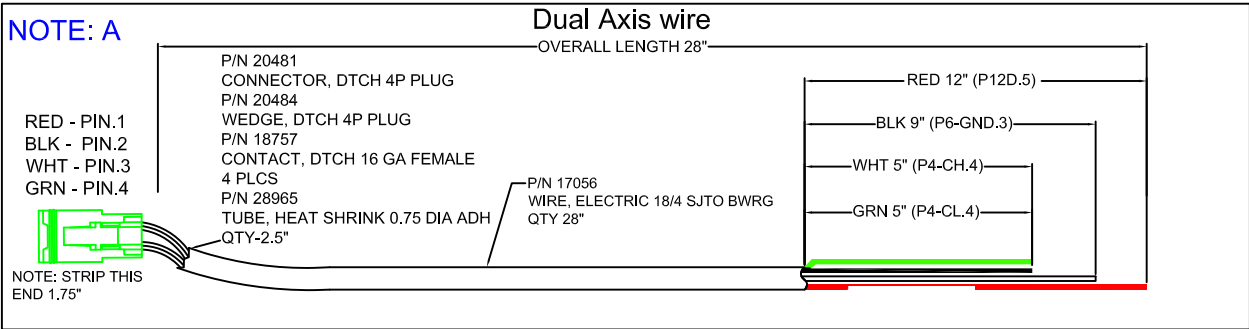 Dual Axis wire
NOTE: A
OVERALL LENGTH 28"
P/N 20481
CONNECTOR, DTCH 4P PLUG
P/N 20484
WEDGE, DTCH 4P PLUG
P/N 18757
CONTACT, DTCH 16 GA FEMALE
4 PLCS
P/N 28965
TUBE, HEAT SHRINK 0.75 DIA ADH
QTY-2.5"
RED - PIN.1
BLK - PIN.2
WHT - PIN.3
GRN - PIN.4
NOTE: STRIP THIS
END 1.75"
P/N 17056
WIRE, ELECTRIC 18/4 SJTO BWRG
QTY 28"
RED 12" (P12D.5)
BLK 9" (P6-GND.3)
WHT 5" (P4-CH.4)
GRN 5" (P4-CL.4)